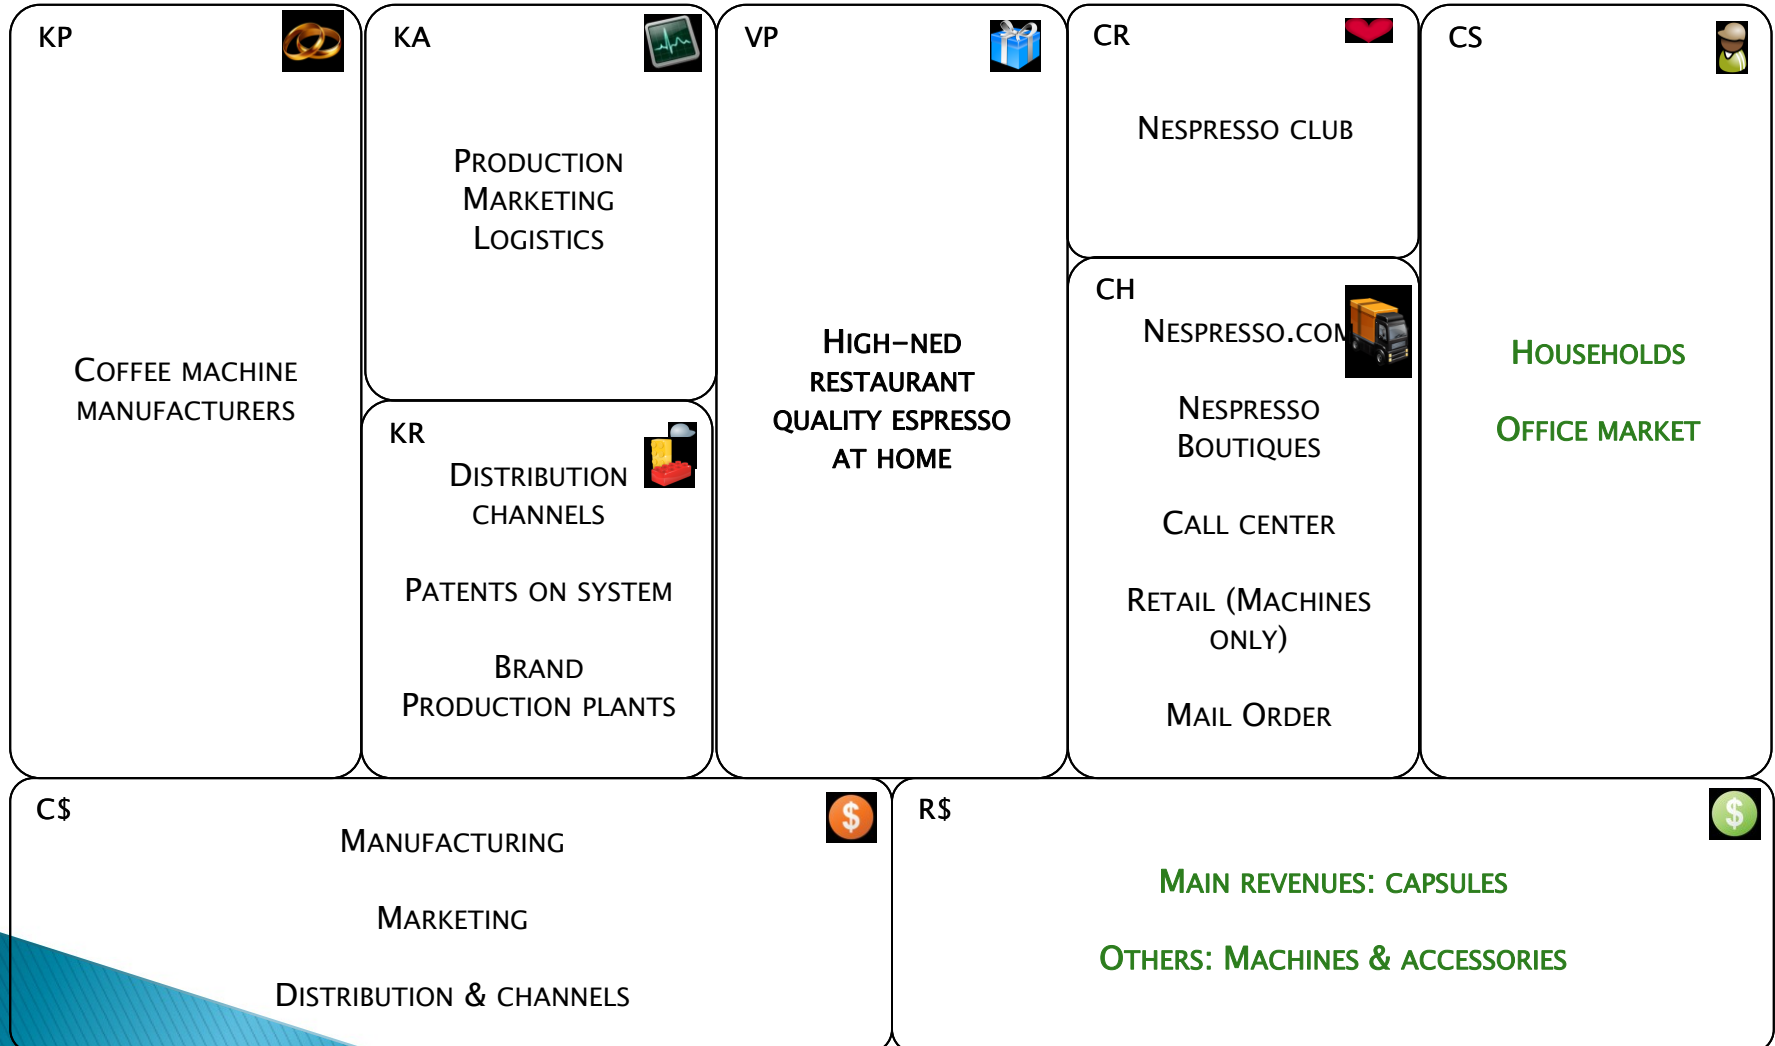 KP
Coffee machine
manufacturers
KA
Production
Marketing
Logistics
KR
Distribution
channels
Patents on system
Brand
Production plants
VP
High-ned
restaurant
quality espresso
at home
CR
Nespresso club
CH
Nespresso.com
Nespresso
Boutiques
Call center
Retail (Machines
only)
Mail Order
CS
Households
Office market
C$
Manufacturing
Marketing
Distribution & channels
R$
Main revenues: capsules
Others: Machines & accessories